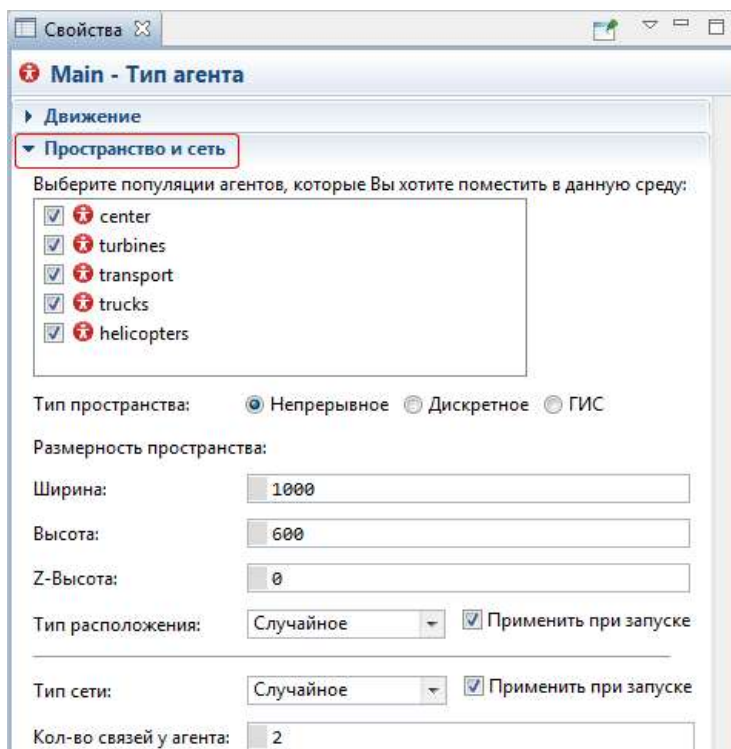 Свойства
Main - Тип агента
Движение
Пространство и сеть
Выберите популяции агентов, которые Вы хотите поместить в данную среду:
center
turbines
transport
trucks
helicopters
Тип пространства: Непрерывное Дискретное ГИС
Размерность пространства:
Ширина: 1000
Высота: 600
Z-Высота: 0
Тип расположения: Случайное Применить при запуске
Тип сети: Случайное Применить при запуске
Кол-во связей у агента: 2